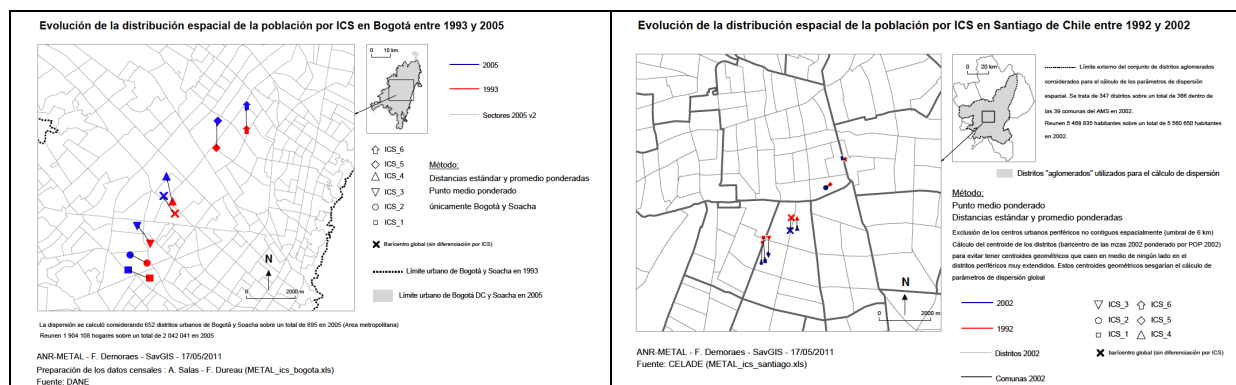 Evolución de la distribución espacial de la población por ICS en Bogotá entre 1993 y 2005
0 10 km
2005
1993
Sectores 2005 v2
ICS_6
ICS_5
ICS_4
ICS_3
ICS_2
ICS_1
Método:
Distancias estándar y promedio ponderadas
Punto medio ponderado
únicamente Bogotá y Soacha
Baricentro global (sin diferenciación por ICS)
Límite urbano de Bogotá y Soacha en 1993
Límite urbano de Bogotá DC y Soacha en 2005
N
0 2000 m
La dispersión se calculó considerando 652 distritos urbanos de Bogotá y Soacha sobre un total de 695 en 2005 (Area metropolitana)
Reunen 1 904 108 hogares sobre un total de 2 042 041 en 2005
ANR-METAL - F. Demoraes - SavGIS - 17/05/2011
Preparación de los datos censales : A. Salas - F. Dureau (METAL_ics_bogota.xls)
Fuente: DANE
Evolución de la distribución espacial de la población por ICS en Santiago de Chile entre 1992 y 2002
0 20 km
Límite externo del conjunto de distritos aglomerados
considerados para el cálculo de los parámetros de dispersión
espacial. Se trata de 347 distritos sobre un total de 366 dentro de
las 39 comunas del AMS en 2002.
Reunen 5 468 835 habitantes sobre un total de 5 560 650 habitantes
en 2002.
Distritos "aglomerados" utilizados para el cálculo de dispersión
Método:
Punto medio ponderado
Distancias estándar y promedio ponderadas
Exclusión de los centros urbanos periféricos no contiguos espacialmente (umbral de 6 km)
Cálculo del centroide de los distritos (baricentro de las mzas 2002 ponderado por POP 2002)
para evitar tener centroides geométricos que caen en medio de ningún lado en el
distritos periféricos muy extendidos. Estos centroides geométricos sesgarían el cálculo de
parámetros de dispersión global
2002
1992
Distritos 2002
Comunas 2002
ICS_3 ICS_6
ICS_2 ICS_5
ICS_1 ICS_4
baricentro global (sin diferenciación por ICS)
N
0 2000 m
ANR-METAL - F. Demoraes - SavGIS - 17/05/2011
Fuente: CELADE (METAL_ics_santiago.xls)